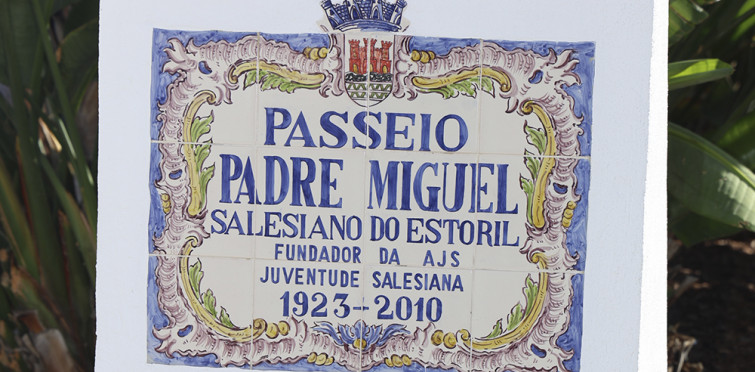 PASSEIO
PADRE MIGUEL
SALESIANO DO ESTORIL
FUNDADOR DA AJS
JUVENTUDE SALESIANA
1923-2010